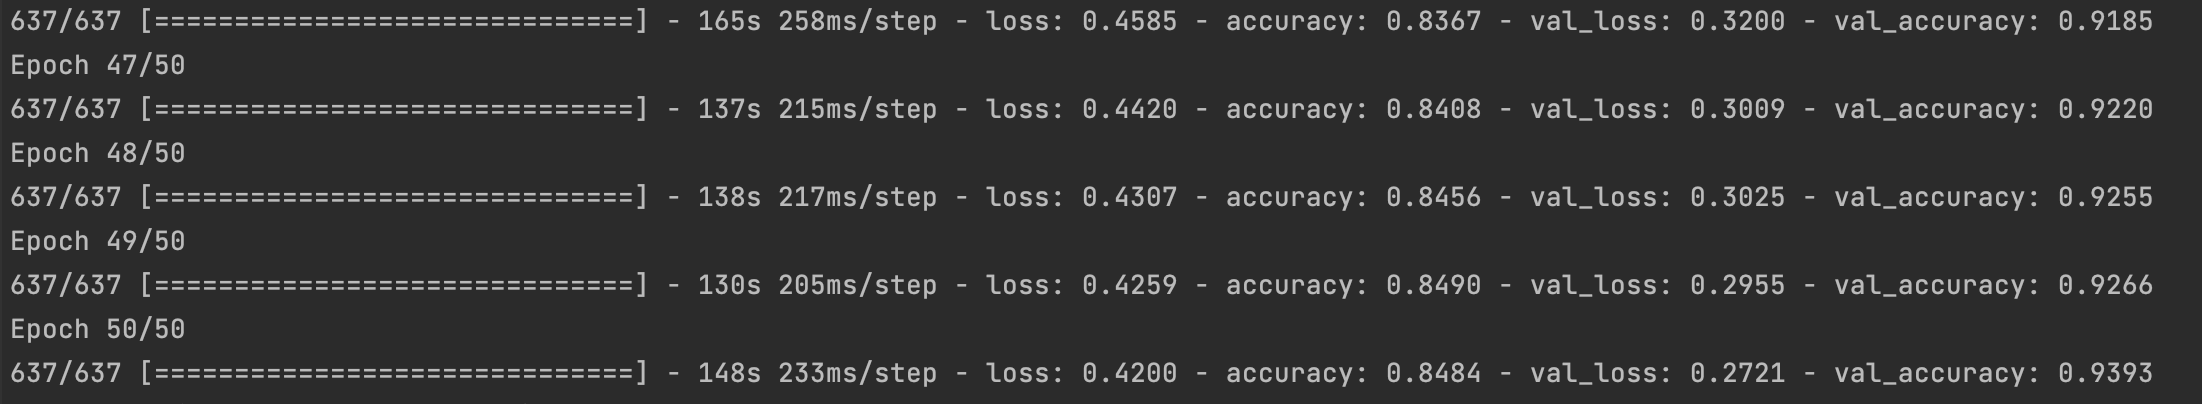 637/637 [==============================] - 165s 258ms/step - loss: 0.4585 - accuracy: 0.8367 - val_loss: 0.3200 - val_accuracy: 0.9185
Epoch 47/50
637/637 [==============================] - 137s 215ms/step - loss: 0.4420 - accuracy: 0.8408 - val_loss: 0.3009 - val_accuracy: 0.9220
Epoch 48/50
637/637 [==============================] - 138s 217ms/step - loss: 0.4307 - accuracy: 0.8456 - val_loss: 0.3025 - val_accuracy: 0.9255
Epoch 49/50
637/637 [==============================] - 130s 205ms/step - loss: 0.4259 - accuracy: 0.8490 - val_loss: 0.2955 - val_accuracy: 0.9266
Epoch 50/50
637/637 [==============================] - 148s 233ms/step - loss: 0.4200 - accuracy: 0.8484 - val_loss: 0.2721 - val_accuracy: 0.9393